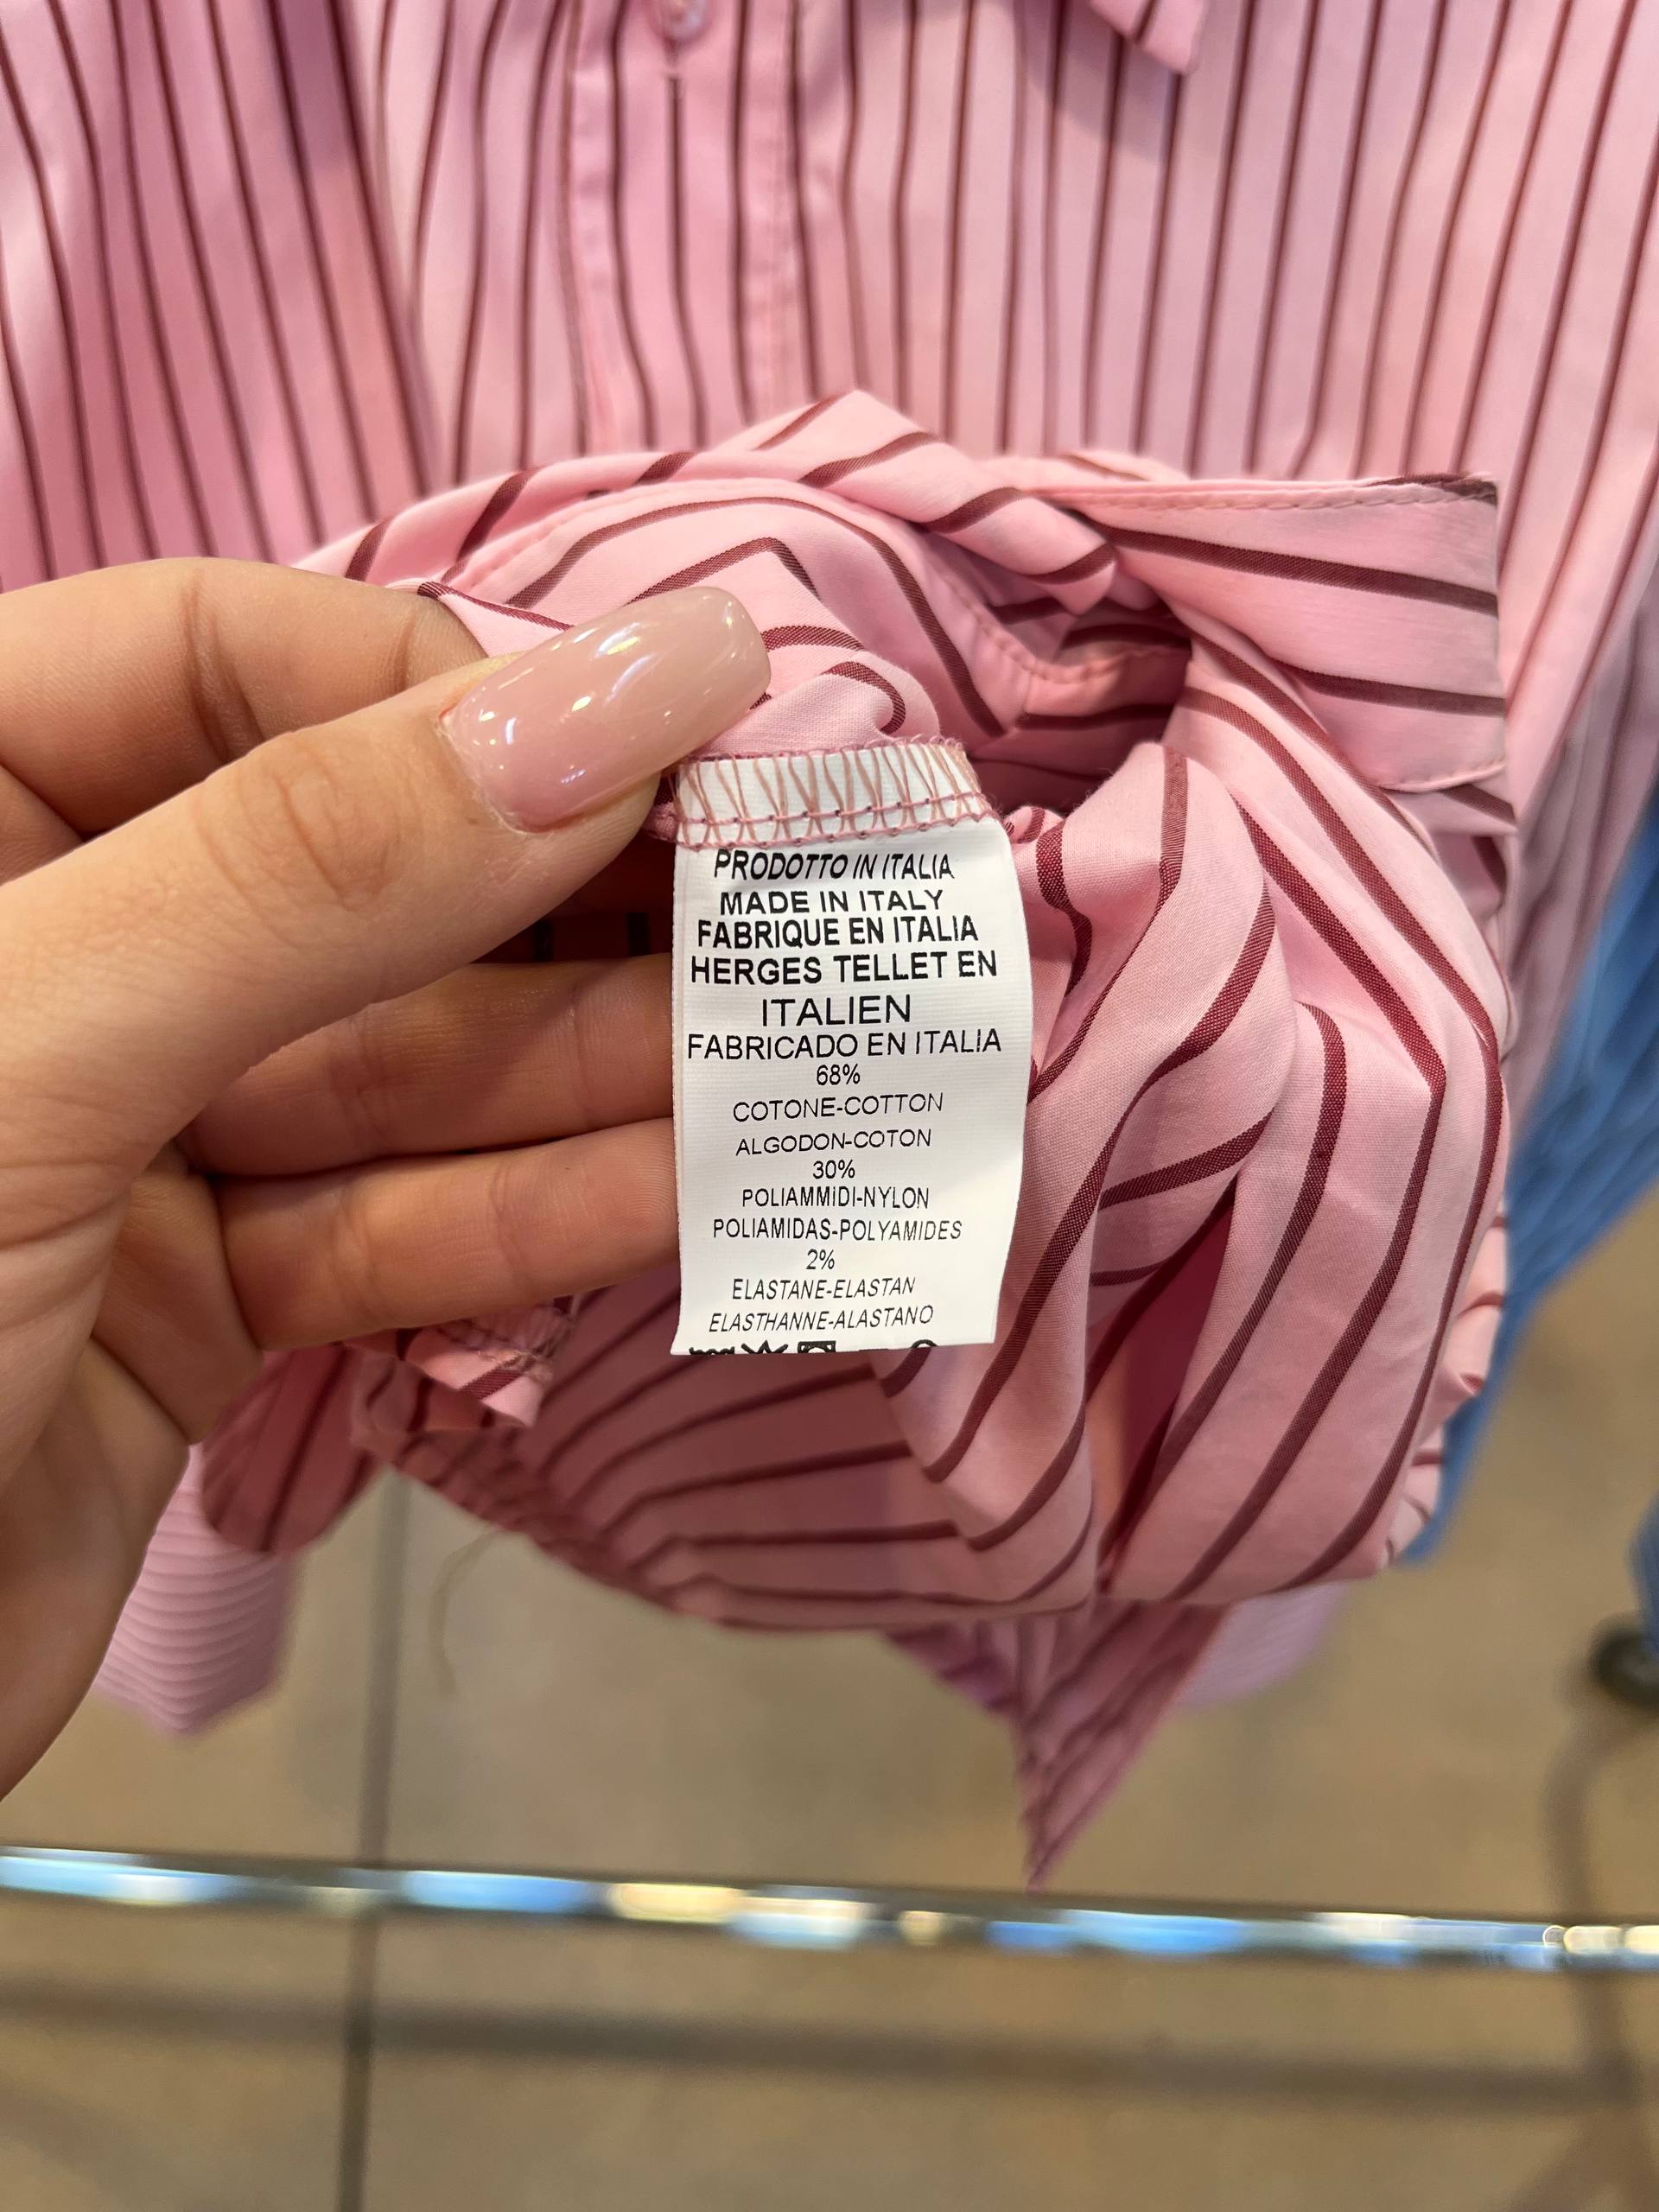 PRODOTTO IN ITALIA
MADE IN ITALY
FABRIQUE EN ITALIA
HERGES TELLET EN
ITALIEN
FABRICADO EN ITALIA
68%
COTONE-COTTON
ALGODON-COTON
30%
POLIAMMIDI-NYLON
POLIAMIDAS-POLYAMIDES
2%
ELASTANE-ELASTAN
ELASTHANNE-ALASTANO